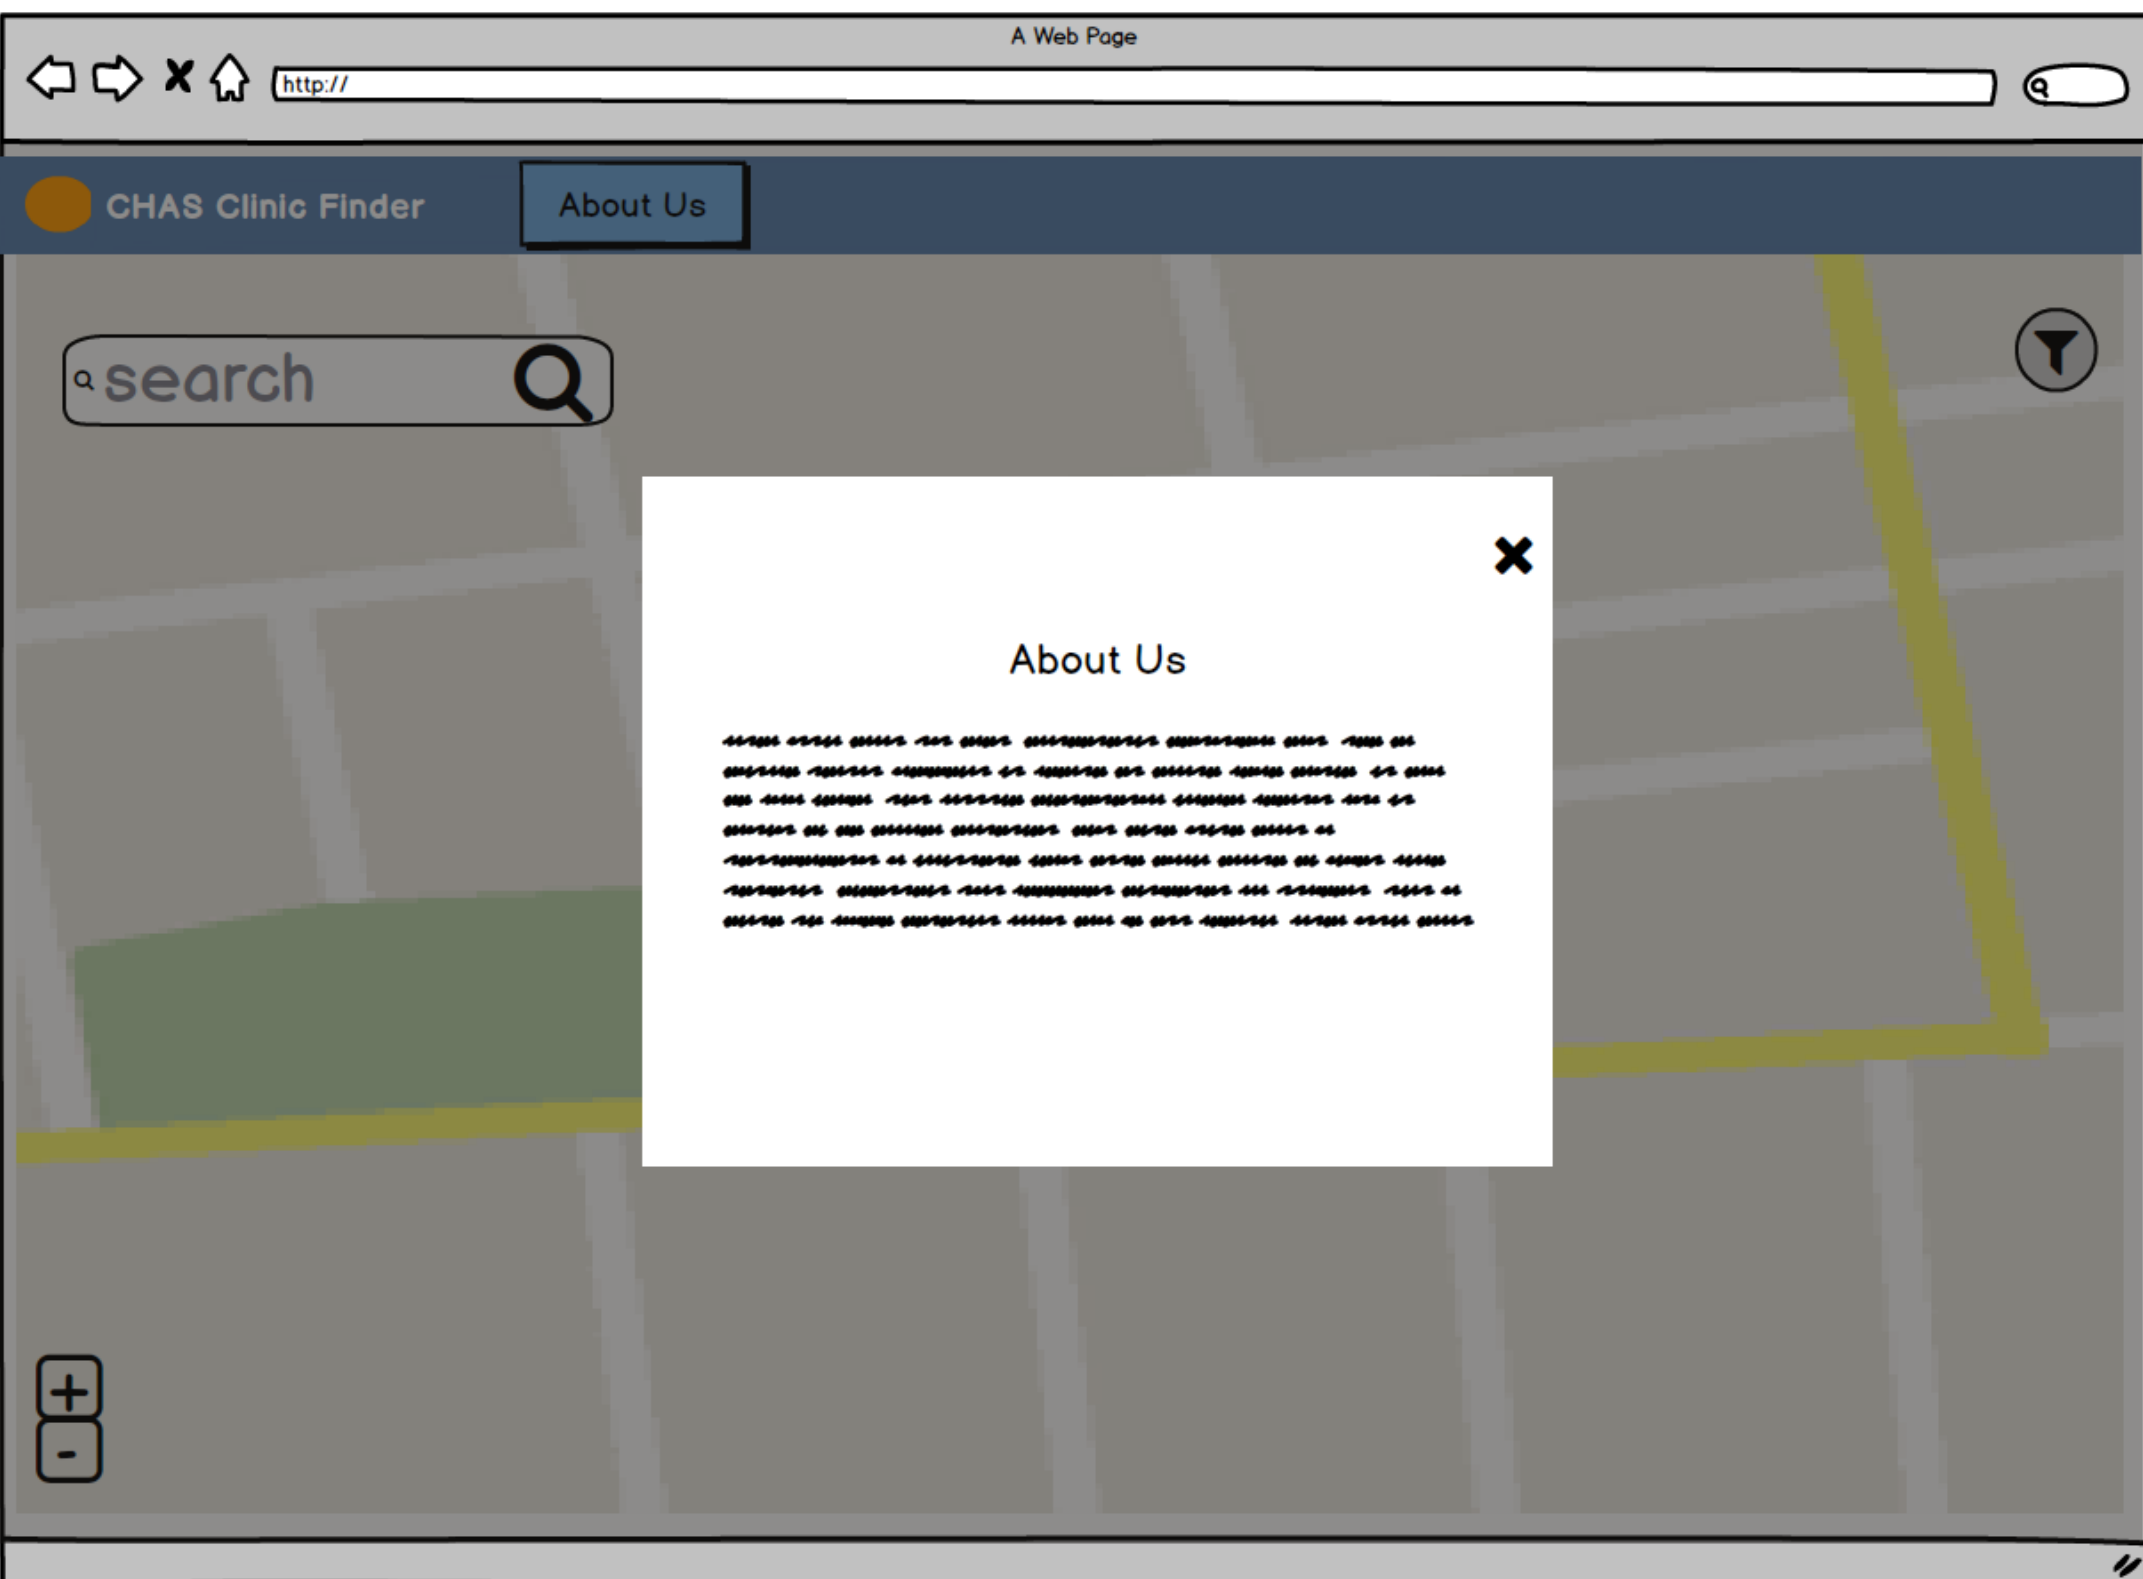 A Web Page
http://
CHAS Clinic Finder
About Us
search
About Us
+
-